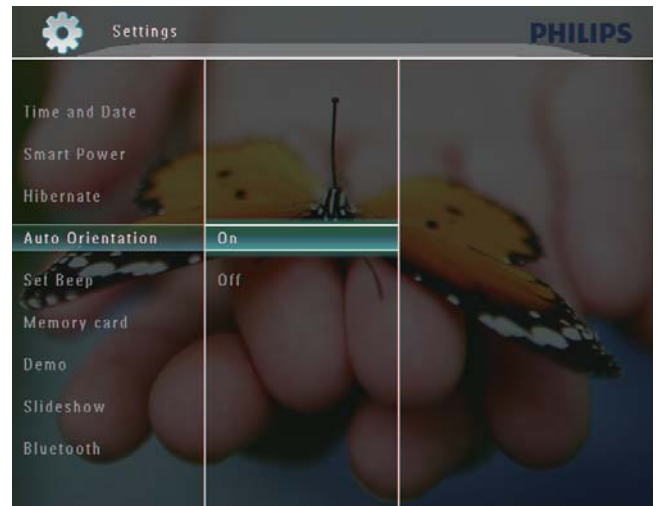 Settings
PHILIPS
Time and Date
Smart Power
Hibernate
Auto Orientation
On
Set Beep
Off
Memory card
Demo
Slideshow
Bluetooth